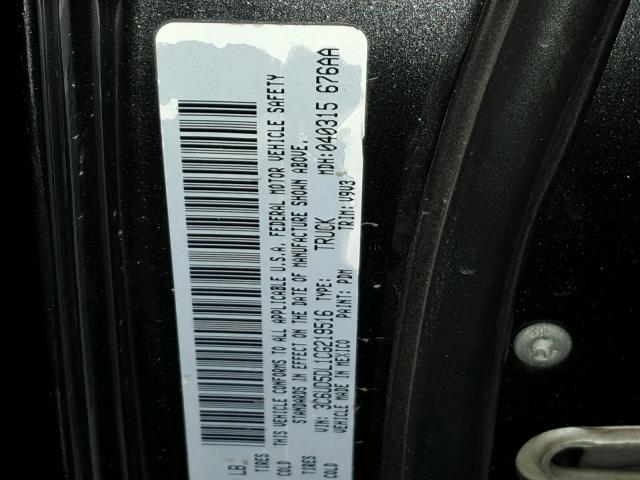 LB
TIRES
COLD
THIS VEHICLE CONFORMS TO ALL APPLICABLE U.S.A. FEDERAL MOTOR VEHICLE SAFETY
STANDARDS IN EFFECT ON THE DATE OF MANUFACTURE SHOWN ABOVE.
VIN: 3C6UD5DL1CG219516 TYPE: TRUCK MDH:040315 676AA
VEHICLE MADE IN MEXICO PAINT: PDM TRIM: V9W3
TIRES
COLD